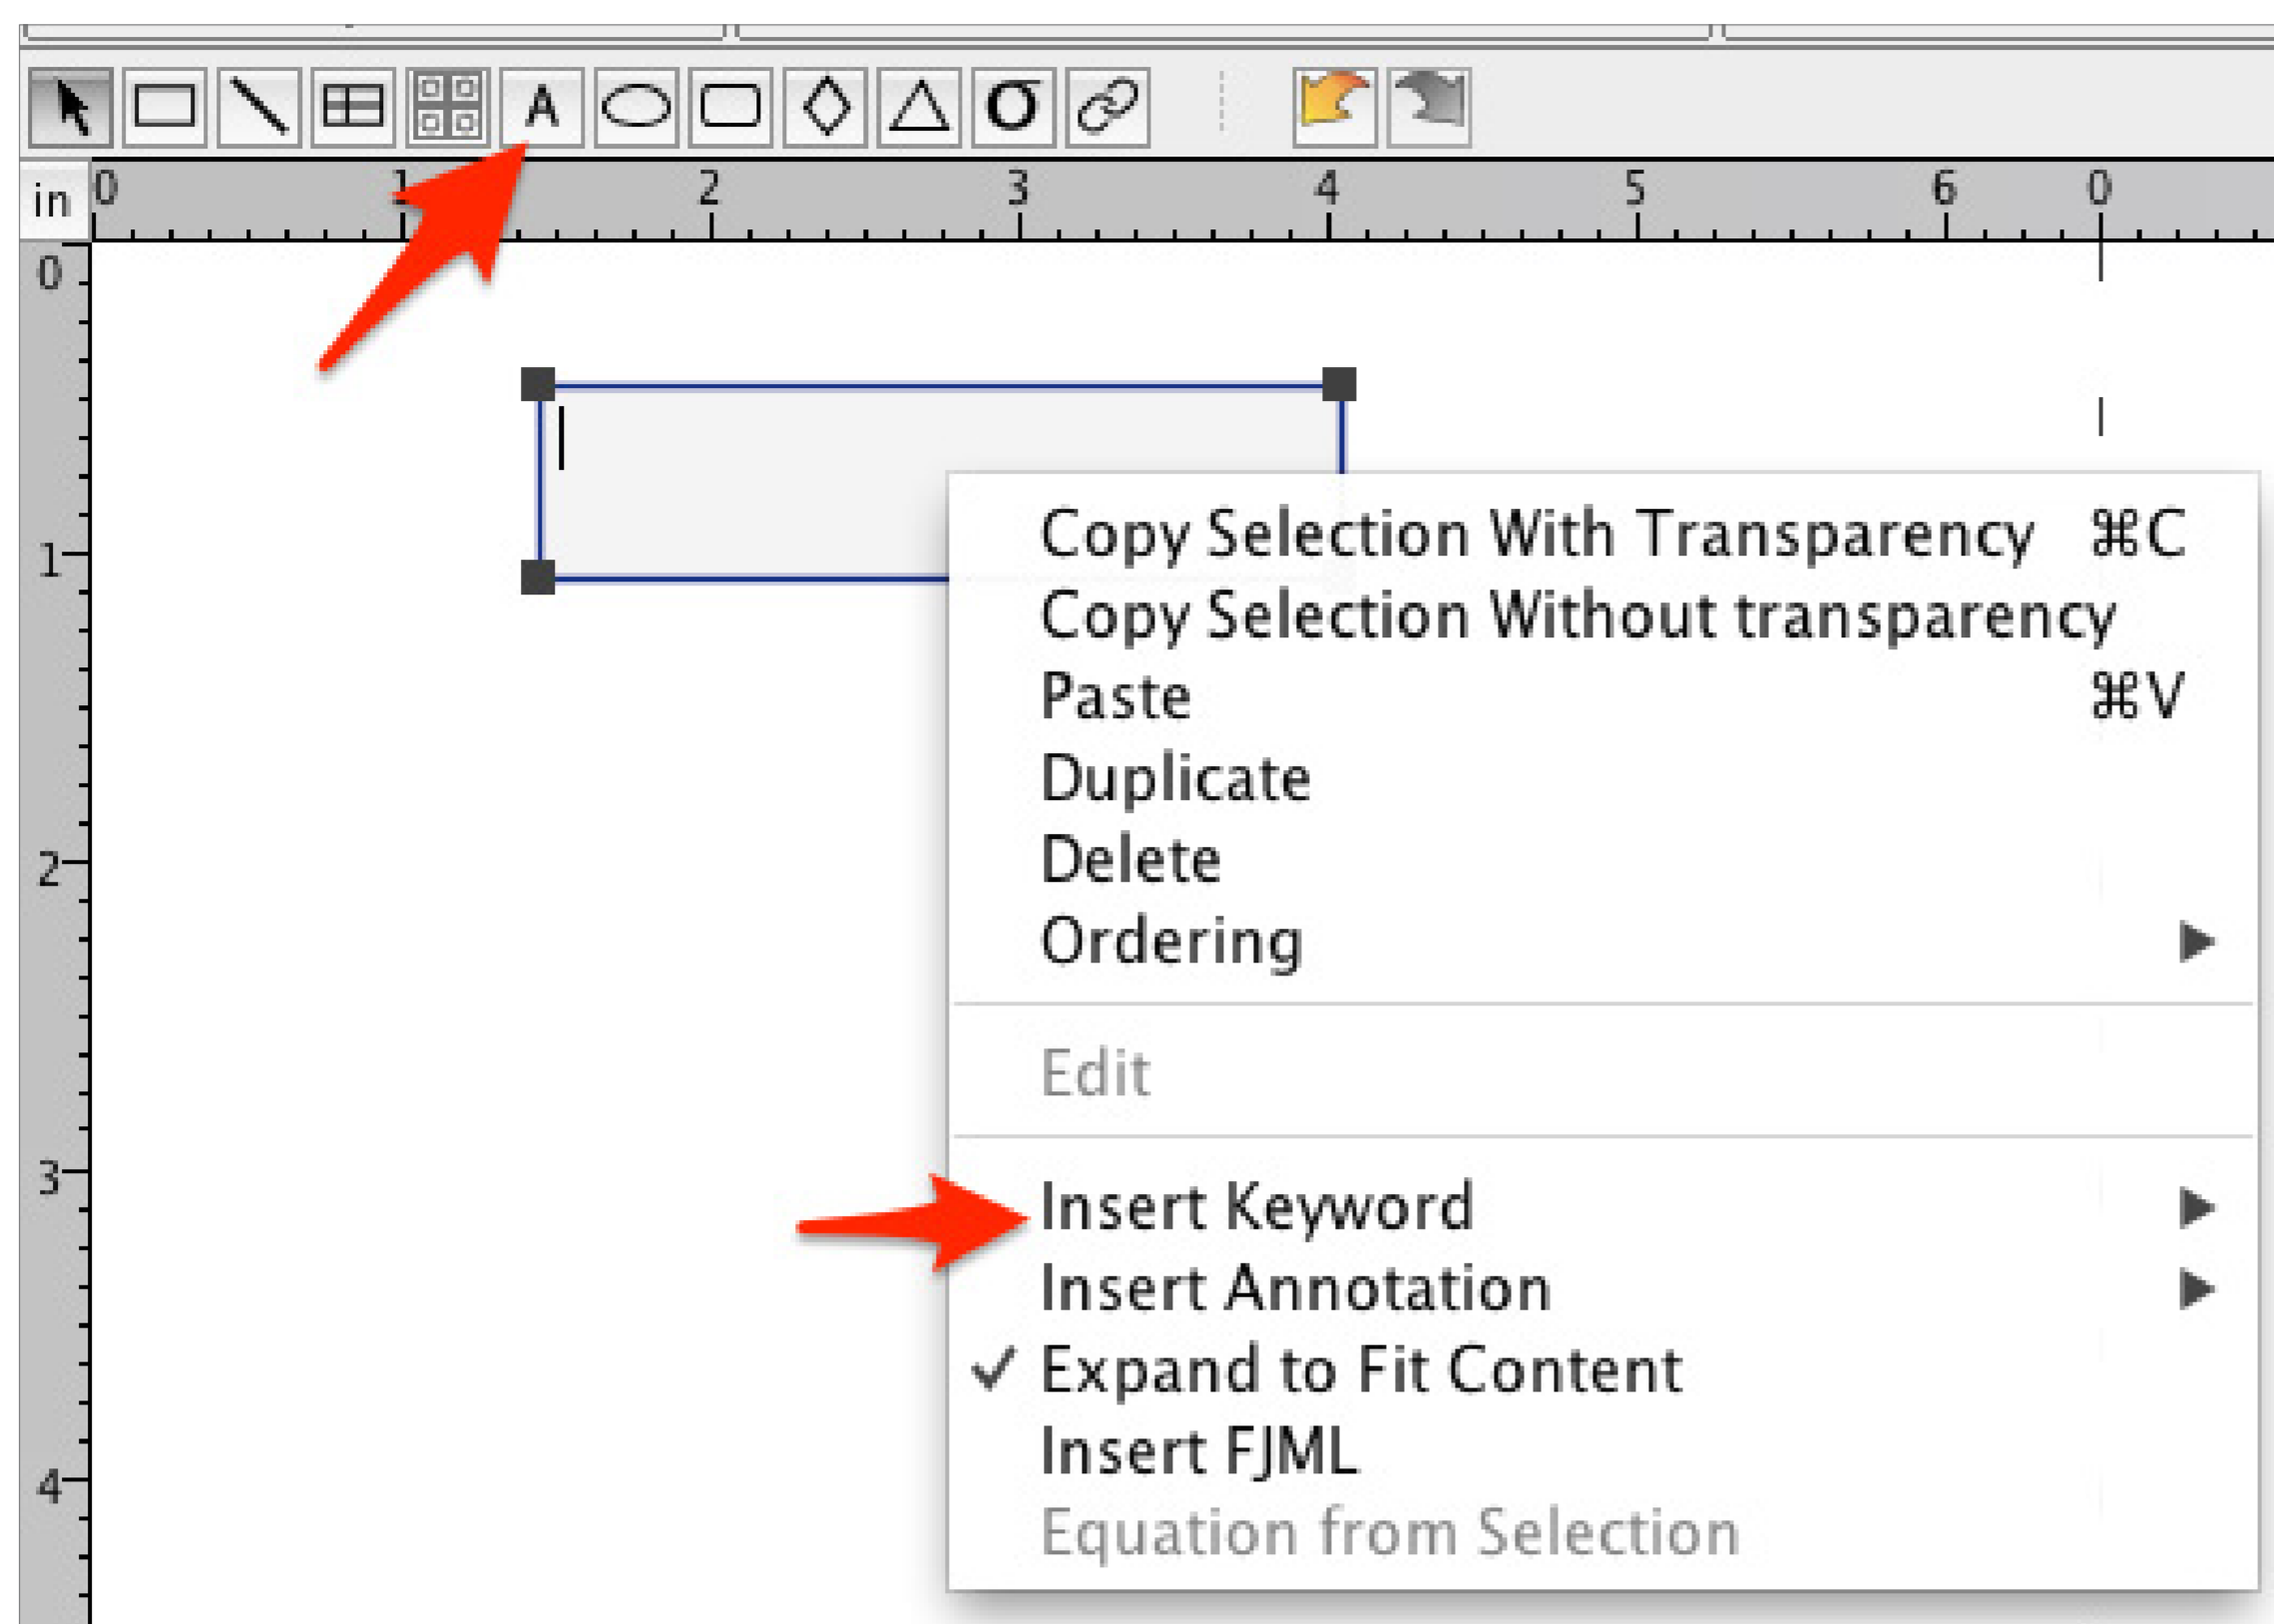 A σ
in 0 1 2 3 4 5 6 0
0
1
2
3
4
Copy Selection With Transparency ⌘C
Copy Selection Without transparency
Paste ⌘V
Duplicate
Delete
Ordering
Edit
Insert Keyword
Insert Annotation
Expand to Fit Content
Insert FJML
Equation from Selection